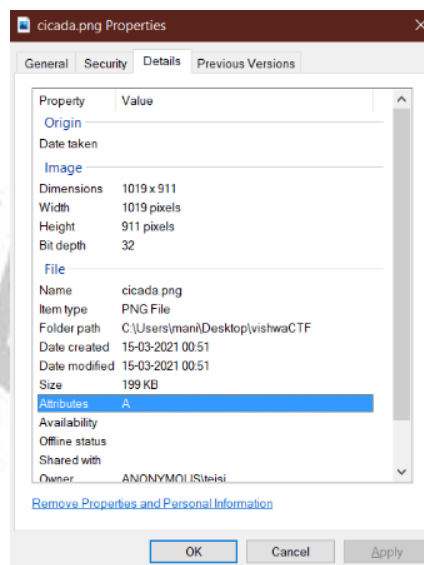 cicada.png Properties
General Security Details Previous Versions
Property Value
Origin
Date taken
Image
Dimensions 1019 x 911
Width 1019 pixels
Height 911 pixels
Bit depth 32
File
Name cicada.png
Item type PNG File
Folder path C:\Users\mani\Desktop\vishwaCTF
Date created 15-03-2021 00:51
Date modified 15-03-2021 00:51
Size 199 KB
Attributes A
Availability
Offline status
Shared with
Owner ANONYMOUS\tejsi
Remove Properties and Personal Information
OK Cancel Apply